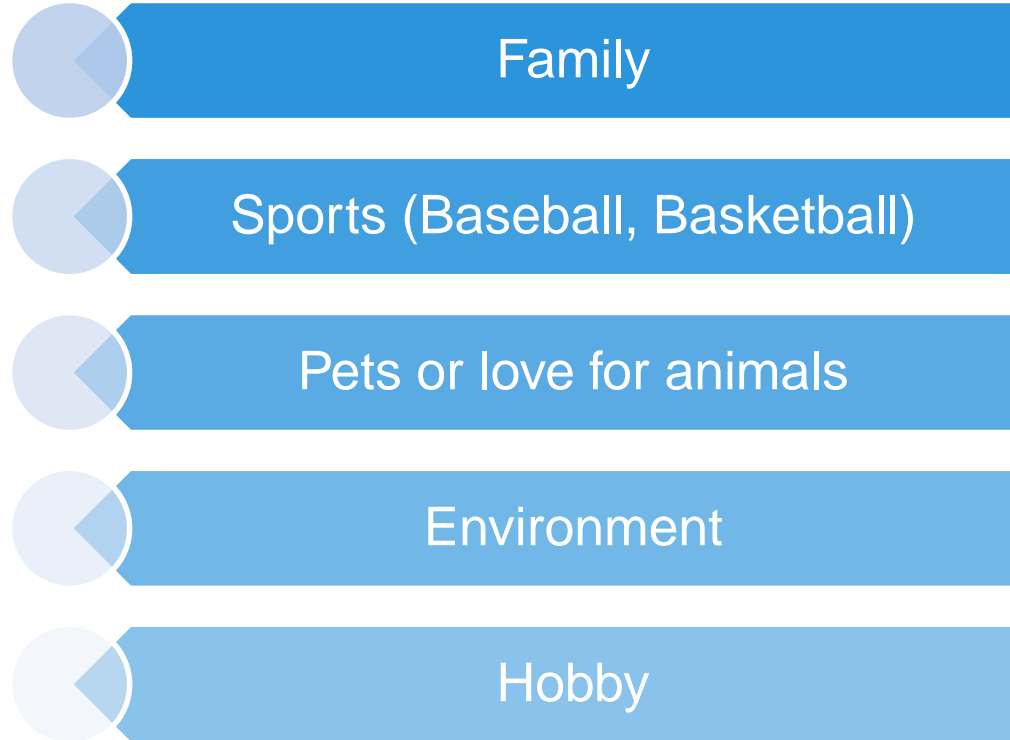 Family
Sports (Baseball, Basketball)
Pets or love for animals
Environment
Hobby